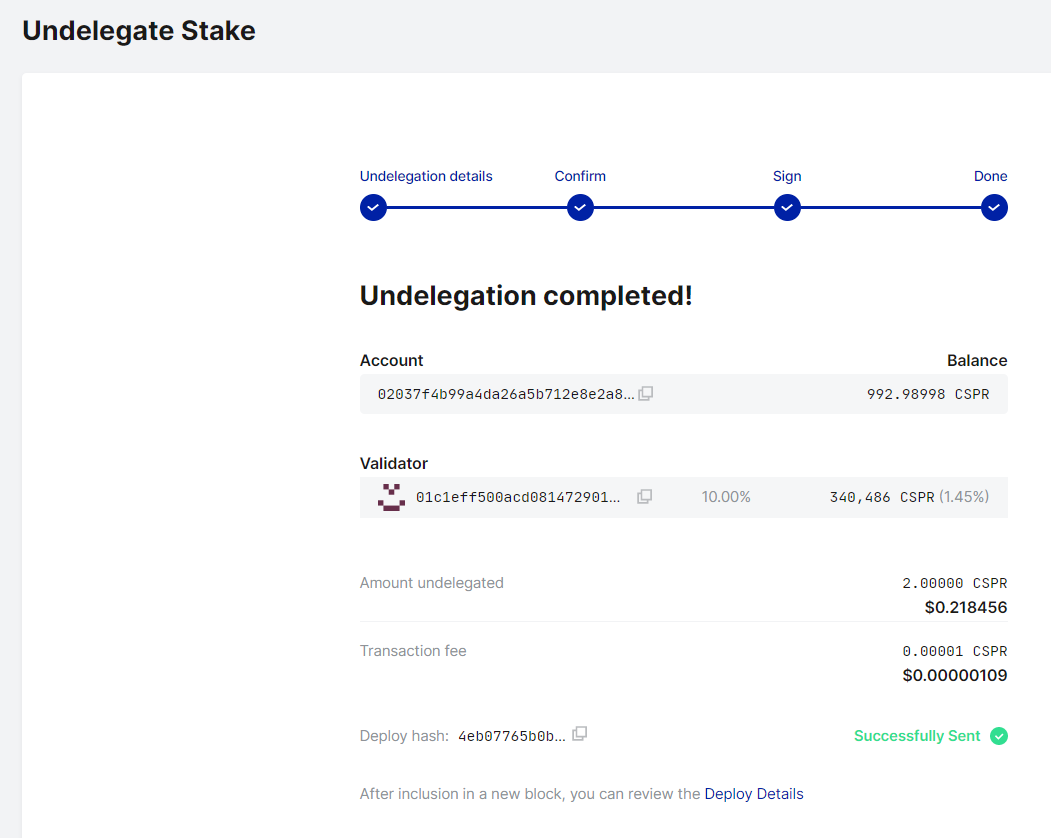 Undelegate Stake
Undelegation details Confirm Sign Done
Undelegation completed!
Account Balance
02037f4b99a4da26a5b712e8e2a8... 992.98998 CSPR
Validator
01c1eff500acd081472901... 10.00% 340,486 CSPR (1.45%)
Amount undelegated 2.00000 CSPR
$0.218456
Transaction fee 0.00001 CSPR
$0.00000109
Deploy hash: 4eb07765b0b... Successfully Sent
After inclusion in a new block, you can review the Deploy Details